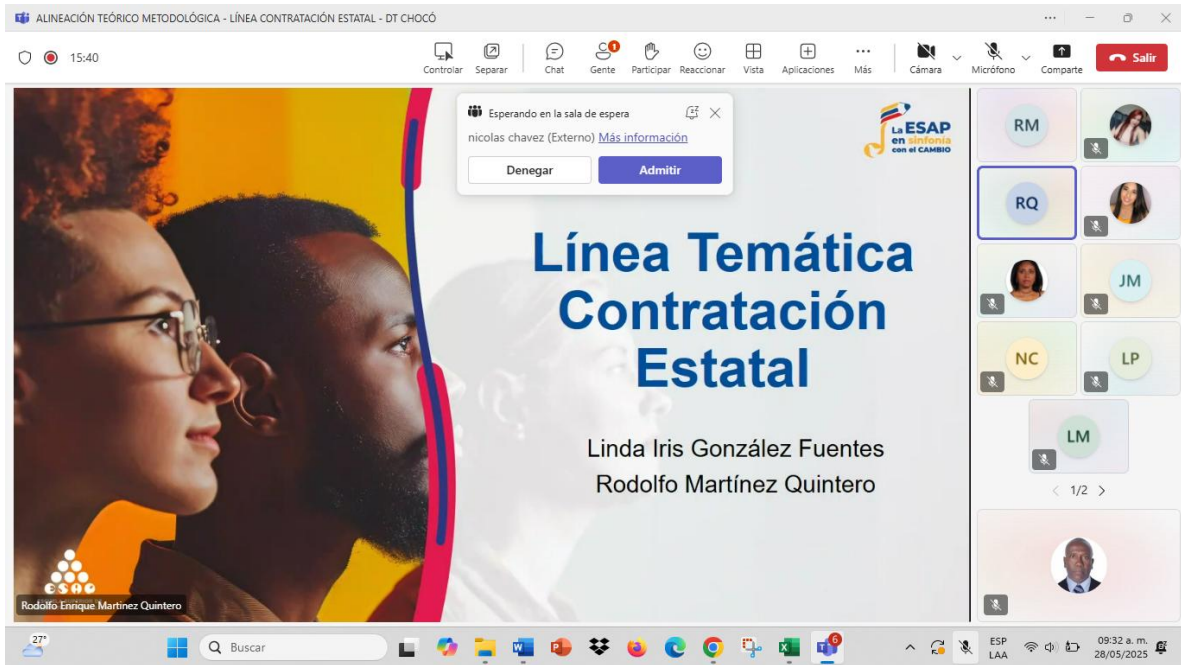 ALINEACIÓN TEÓRICO METODOLÓGICA - LÍNEA CONTRATACIÓN ESTATAL - DT CHOCÓ
15:40
Controlar Separar Chat Gente Participar Reaccionar Vista Aplicaciones Más Cámara Micrófono Comparte Salir
1
Esperando en la sala de espera
nicolas chavez (Externo) Más información
Denegar Admitir
La ESAP
en sinfonía
con el CAMBIO
Línea Temática
Contratación
Estatal
Linda Iris González Fuentes
Rodolfo Martínez Quintero
ESAP
Rodolfo Enrique Martinez Quintero
RM
RQ
JM
NC LP
LM
1/2
27°
Buscar
6
ESP
LAA
09:32 a. m.
28/05/2025